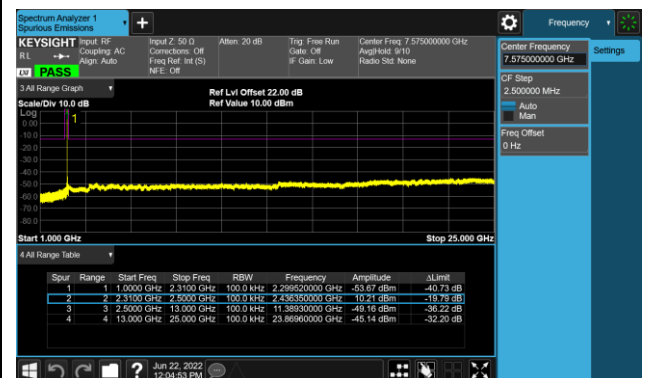 Spectrum Analyzer 1
Spurious Emissions
Frequency
KEYSIGHT Input: RF Input Z: 50 Ω Atten: 20 dB Trig: Free Run Center Freq: 7.575000000 GHz
RL Coupling: AC Corrections: Off Gate: Off Avg|Hold: 9/10
Align: Auto Freq Ref: Int (S) IF Gain: Low Radio Std: None
LXI PASS NFE: Off
Center Frequency
7.575000000 GHz
Settings
CF Step
2.500000 MHz
Auto
Man
Freq Offset
0 Hz
3 All Range Graph
Ref Lvl Offset 22.00 dB
Scale/Div 10.0 dB Ref Value 10.00 dBm
Log
1
0.00
-10.0
-20.0
-30.0
-40.0
-50.0
-60.0
-70.0
-80.0
Start 1.000 GHz Stop 25.000 GHz
4 All Range Table
Spur Range Start Freq Stop Freq RBW Frequency Amplitude ΔLimit
1 1 1.0000 GHz 2.3100 GHz 100.0 kHz 2.299520000 GHz -53.67 dBm -40.73 dB
2 2 2.3100 GHz 2.5000 GHz 100.0 kHz 2.436350000 GHz 10.21 dBm -19.79 dB
3 3 2.5000 GHz 13.000 GHz 100.0 kHz 11.38930000 GHz -49.16 dBm -36.22 dB
4 4 13.000 GHz 25.000 GHz 100.0 kHz 23.86960000 GHz -45.14 dBm -32.20 dB
Jun 22, 2022
12:04:53 PM